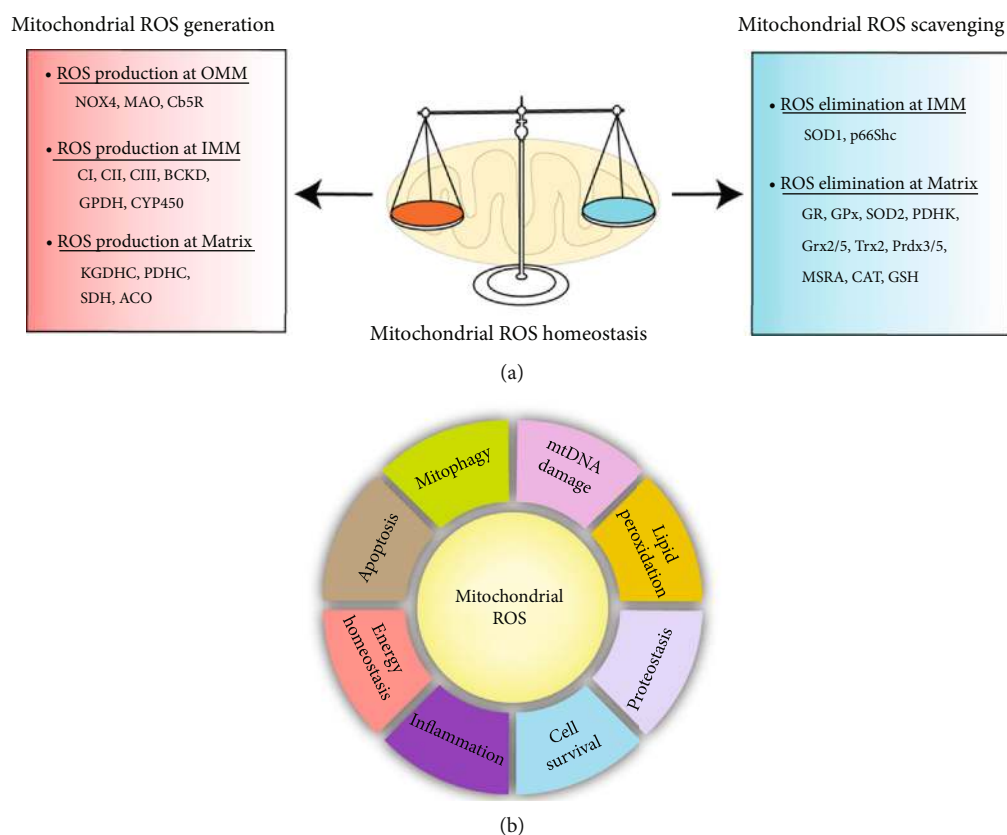 Mitochondrial ROS generation
• ROS production at OMM
NOX4, MAO, Cb5R
• ROS production at IMM
CI, CII, CIII, BCKD,
GPDH, CYP450
• ROS production at Matrix
KGDHC, PDHC,
SDH, ACO
Mitochondrial ROS scavenging
• ROS elimination at IMM
SOD1, p66Shc
• ROS elimination at Matrix
GR, GPx, SOD2, PDHK,
Grx2/5, Trx2, Prdx3/5,
MSRA, CAT, GSH
Mitochondrial ROS homeostasis
(a)
Mitophagy
mtDNA
damage
Lipid
peroxidation
Proteostasis
Cell
survival
Inflammation
Energy
homeostasis
Apoptosis
Mitochondrial
ROS
(b)